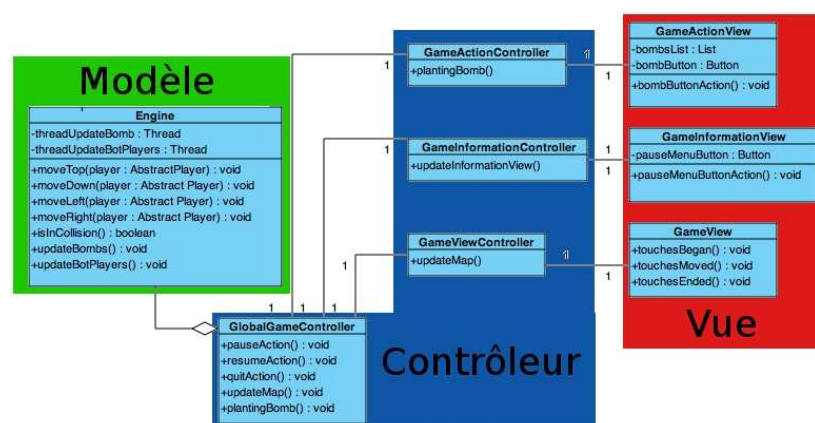 Modèle
Engine
-threadUpdateBomb : Thread
-threadUpdateBotPlayers : Thread
+moveTop(player : AbstractPlayer) : void
+moveDown(player : Abstract Player) : void
+moveLeft(player : Abstract Player) : void
+moveRight(player : Abstract Player) : void
+isInCollision() : boolean
+updateBombs() : void
+updateBotPlayers() : void
GameActionController
+plantingBomb()
GameInformationController
+updateInformationView()
GameViewController
+updateMap()
GlobalGameController
+pauseAction() : void
+resumeAction() : void
+quitAction() : void
+updateMap() : void
+plantingBomb() : void
Contrôleur
GameActionView
-bombsList : List
-bombButton : Button
+bombButtonAction() : void
GameInformationView
-pauseMenuButton : Button
+pauseMenuButtonAction() : void
GameView
+touchesBegan() : void
+touchesMoved() : void
+touchesEnded() : void
Vue
1
1
1
1
1
1
1
1
1
1
1
1